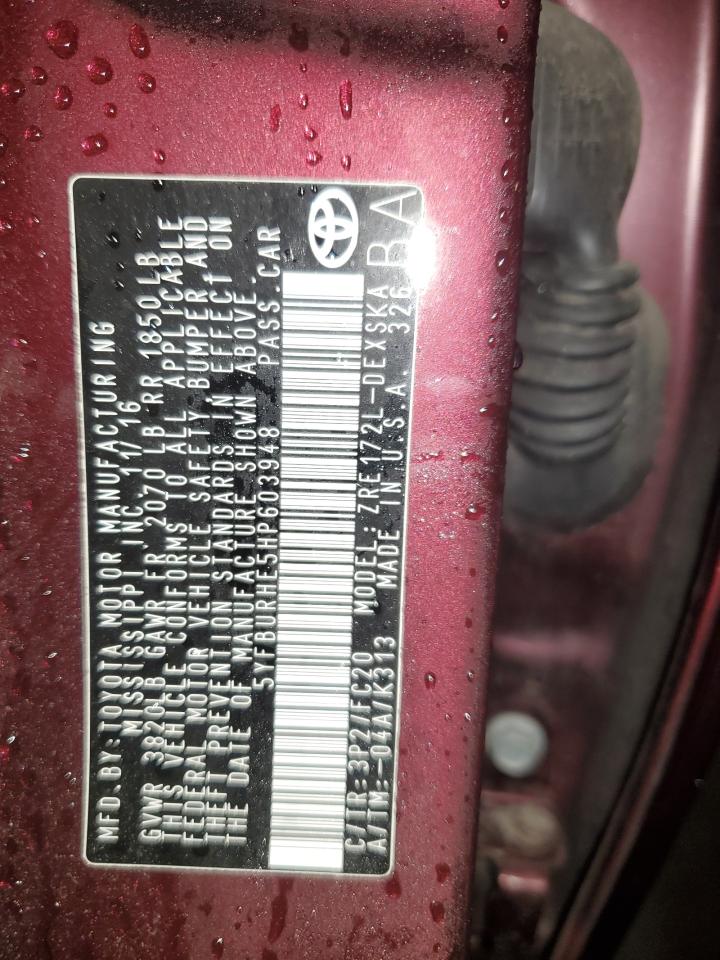 MFD.BY:TOYOTA MOTOR MANUFACTURING
MISSISSIPPI, INC. 11/16
GVWR 3820LB GAWR FR 2070 LB RR 1850LB
THIS VEHICLE CONFORMS TO ALL APPLICABLE
FEDERAL MOTOR VEHICLE SAFETY BUMPER AND
THEFT PREVENTION STANDARDS IN EFFECT ON
THE DATE OF MANUFACTURE SHOWN ABOVE.
5YFBURHE5HP603948 PASS.CAR
C/TR:3P2/FC20 MODEL:ZRE172L-DEXSKA
A/TM:-04A/K313 MADE IN U.S.A 326 BA